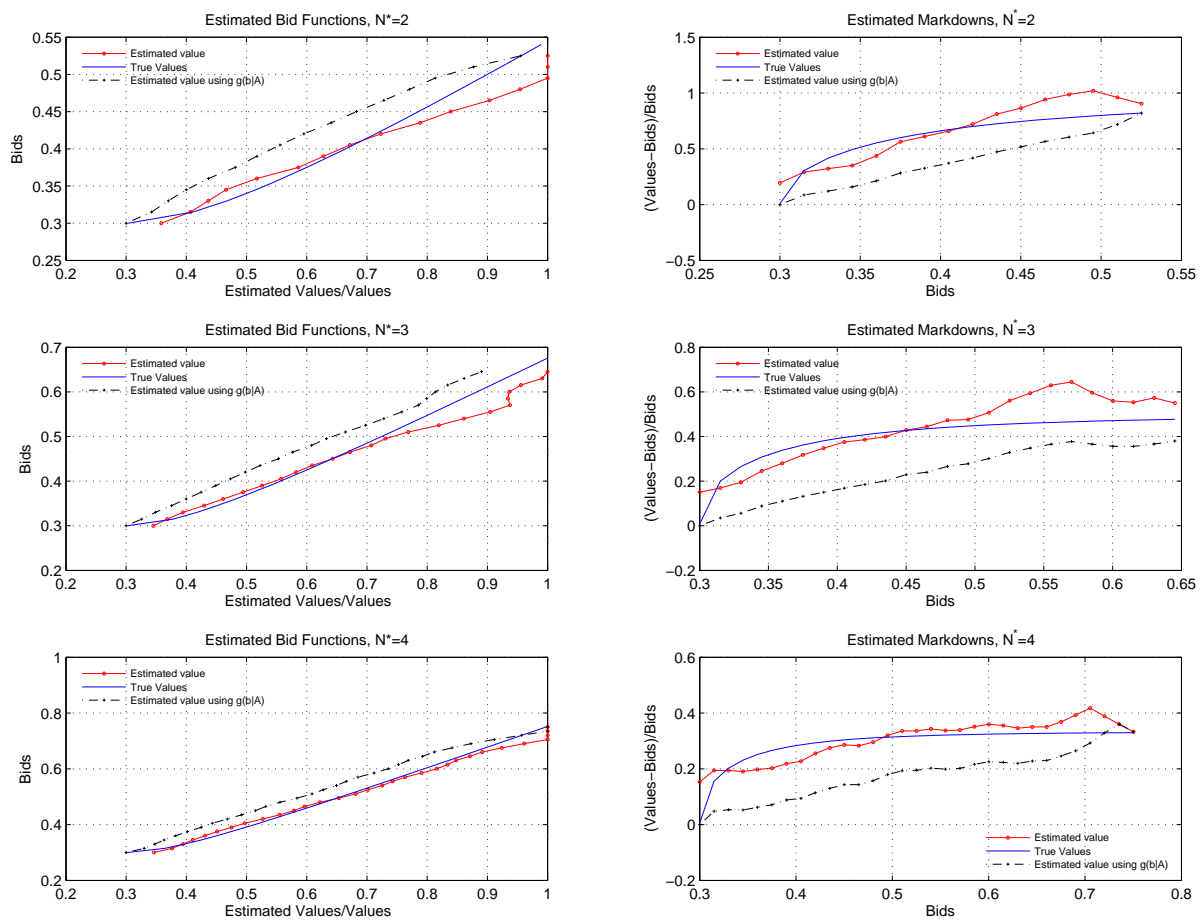 Estimated Bid Functions, N*=2
0.55
0.5
0.45
0.4
0.35
0.3
0.25
Bids
Estimated value
True Values
Estimated value using g(b|A)
0.2 0.3 0.4 0.5 0.6 0.7 0.8 0.9 1
Estimated Values/Values
Estimated Markdowns, N*=2
1.5
1
0.5
0
−0.5
(Values−Bids)/Bids
Estimated value
True Values
Estimated value using g(b|A)
0.25 0.3 0.35 0.4 0.45 0.5 0.55
Bids
Estimated Bid Functions, N*=3
0.7
0.6
0.5
0.4
0.3
0.2
Bids
Estimated value
True Values
Estimated value using g(b|A)
0.2 0.3 0.4 0.5 0.6 0.7 0.8 0.9 1
Estimated Values/Values
Estimated Markdowns, N*=3
0.8
0.6
0.4
0.2
0
−0.2
(Values−Bids)/Bids
Estimated value
True Values
Estimated value using g(b|A)
0.3 0.35 0.4 0.45 0.5 0.55 0.6 0.65
Bids
Estimated Bid Functions, N*=4
1
0.8
0.6
0.4
0.2
Bids
Estimated value
True Values
Estimated value using g(b|A)
0.2 0.3 0.4 0.5 0.6 0.7 0.8 0.9 1
Estimated Values/Values
Estimated Markdowns, N*=4
0.6
0.4
0.2
0
−0.2
(Values−Bids)/Bids
Estimated value
True Values
Estimated value using g(b|A)
0.3 0.4 0.5 0.6 0.7 0.8
Bids